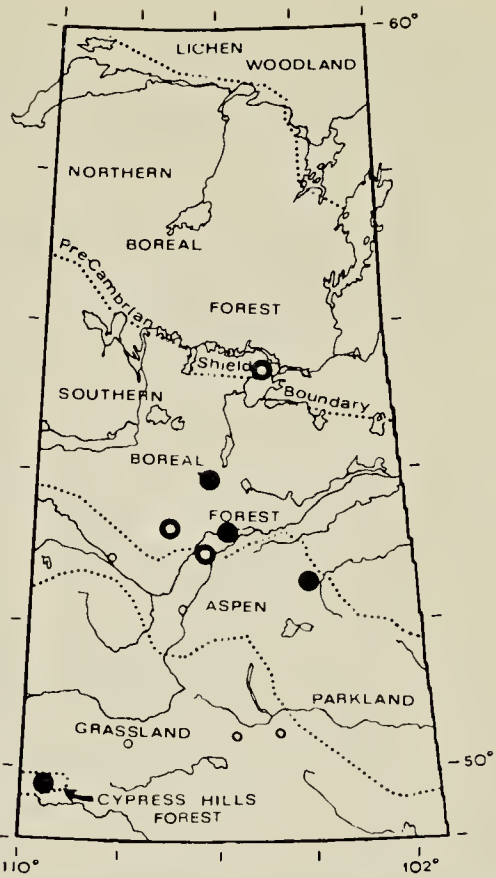 60°
LICHEN
WOODLAND
NORTHERN
BOREAL
PreCambrian
FOREST
Shield
SOUTHERN
Boundary
BOREAL
FOREST
ASPEN
PARKLAND
GRASSLAND
50°
CYPRESS HILLS
FOREST
110°
102°